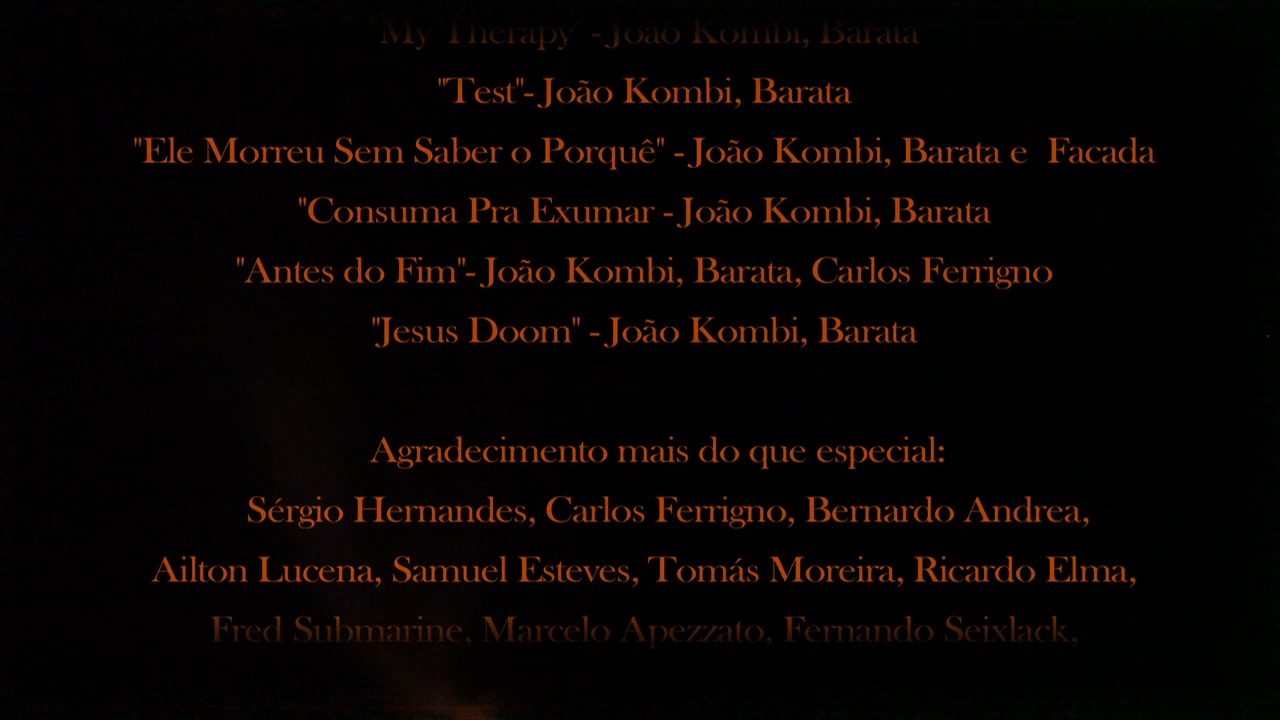 "My Therapy" - João Kombi, Barata
"Test"- João Kombi, Barata
"Ele Morreu Sem Saber o Porquê" - João Kombi, Barata e  Facada
"Consuma Pra Exumar - João Kombi, Barata
"Antes do Fim"- João Kombi, Barata, Carlos Ferrigno
"Jesus Doom" - João Kombi, Barata
Agradecimento mais do que especial:
Sérgio Hernandes, Carlos Ferrigno, Bernardo Andrea,
Ailton Lucena, Samuel Esteves, Tomás Moreira, Ricardo Elma,
Fred Submarine, Marcelo Apezzato, Fernando Seixlack,